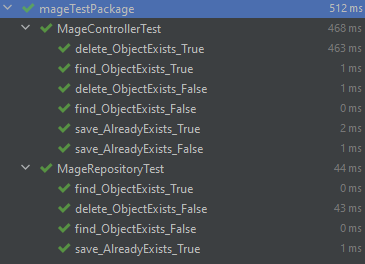 mageTestPackage 512 ms
MageControllerTest 468 ms
delete_ObjectExists_True 463 ms
find_ObjectExists_True 1 ms
delete_ObjectExists_False 1 ms
find_ObjectExists_False 0 ms
save_AlreadyExists_True 2 ms
save_AlreadyExists_False 1 ms
MageRepositoryTest 44 ms
find_ObjectExists_True 0 ms
delete_ObjectExists_False 43 ms
find_ObjectExists_False 0 ms
save_AlreadyExists_True 1 ms